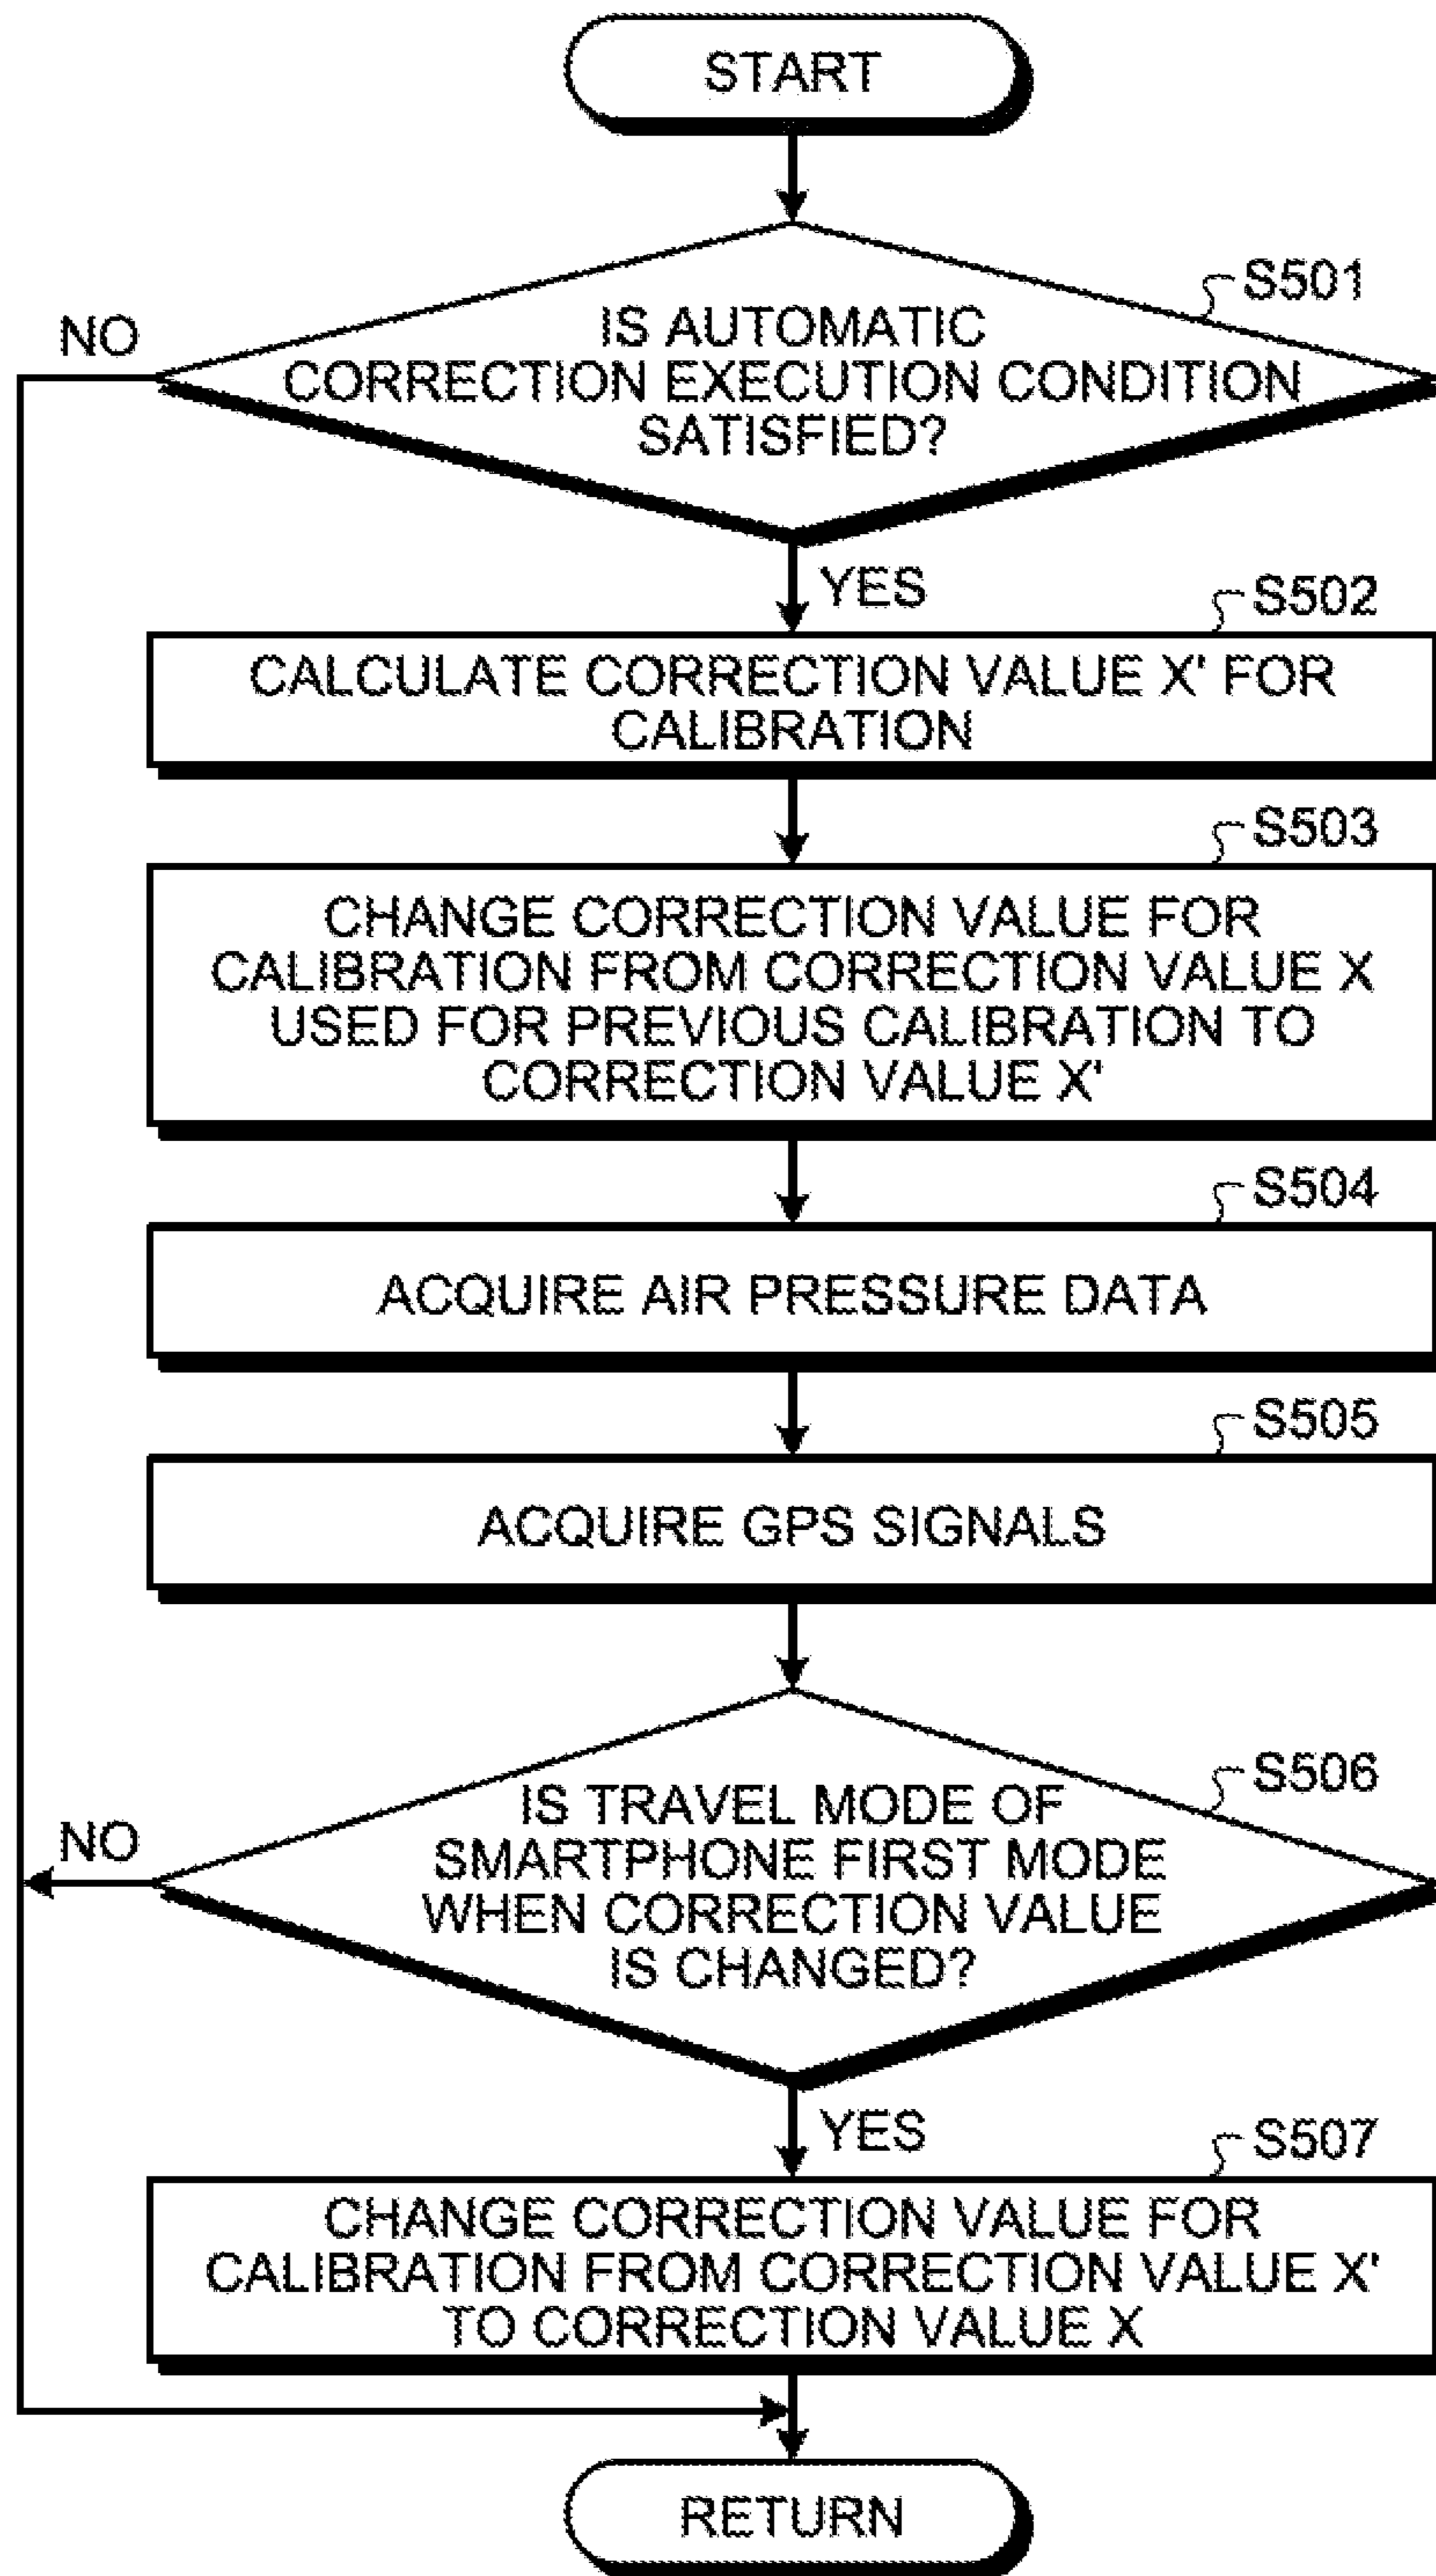 START
S501
NO
IS AUTOMATIC
CORRECTION EXECUTION CONDITION
SATISFIED?
YES
S502
CALCULATE CORRECTION VALUE X' FOR
CALIBRATION
S503
CHANGE CORRECTION VALUE FOR
CALIBRATION FROM CORRECTION VALUE X
USED FOR PREVIOUS CALIBRATION TO
CORRECTION VALUE X'
S504
ACQUIRE AIR PRESSURE DATA
S505
ACQUIRE GPS SIGNALS
S506
NO
IS TRAVEL MODE OF
SMARTPHONE FIRST MODE
WHEN CORRECTION VALUE
IS CHANGED?
YES
S507
CHANGE CORRECTION VALUE FOR
CALIBRATION FROM CORRECTION VALUE X'
TO CORRECTION VALUE X
RETURN